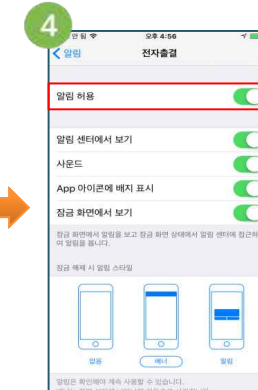 4
안 됨 오후 4:56
알림 전자출결
알림 허용
알림 센터에서 보기
사운드
App 아이콘에 배지 표시
잠금 화면에서 보기
잠금 화면에서 알림을 보고 잠금 화면 상태에서 알림 센터에 접근하
여 알림을 봅니다.
잠금 해제 시 알림 스타일
없음 배너 알림
알림은 확인해야 계속 사용할 수 있습니다.